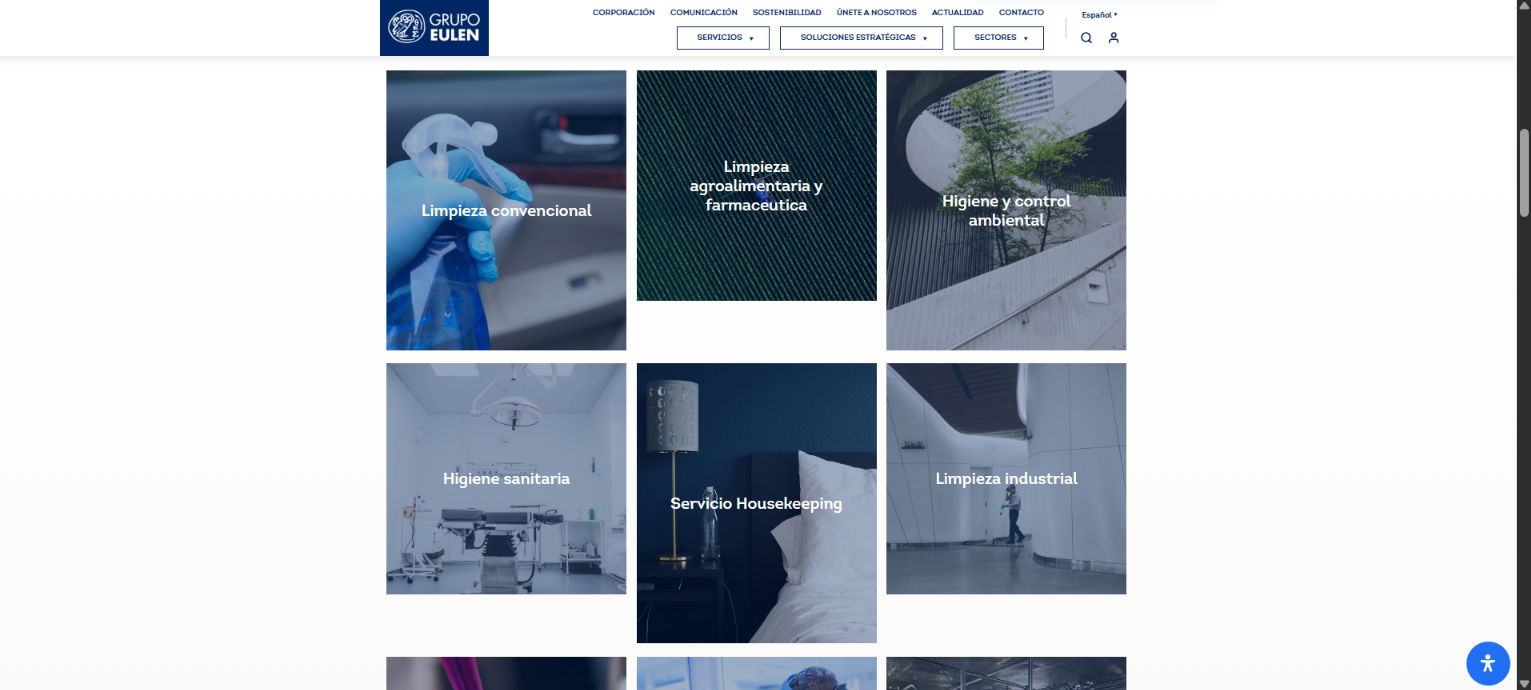 GRUPO
EULEN
CORPORACIÓN COMUNICACIÓN SOSTENIBILIDAD ÚNETE A NOSOTROS ACTUALIDAD CONTACTO
Español
SERVICIOS SOLUCIONES ESTRATÉGICAS SECTORES
Limpieza convencional
Limpieza
agroalimentaria y
farmaceutica
Higiene y control
ambiental
Higiene sanitaria
Servicio Housekeeping
Limpieza industrial